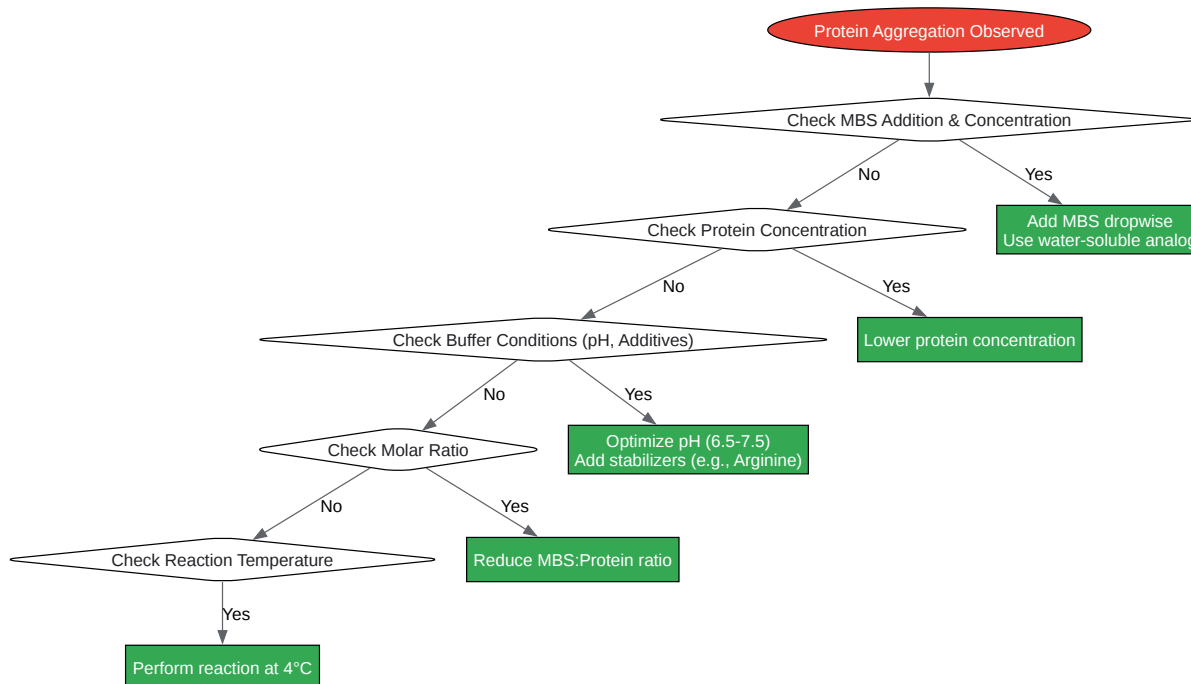 Protein Aggregation Observed
Check MBS Addition & Concentration
No
Yes
Add MBS dropwise
Use water-soluble analog
Check Protein Concentration
No
Yes
Lower protein concentration
Check Buffer Conditions (pH, Additives)
No
Yes
Optimize pH (6.5-7.5)
Add stabilizers (e.g., Arginine)
Check Molar Ratio
No
Yes
Reduce MBS:Protein ratio
Check Reaction Temperature
Yes
Perform reaction at 4°C